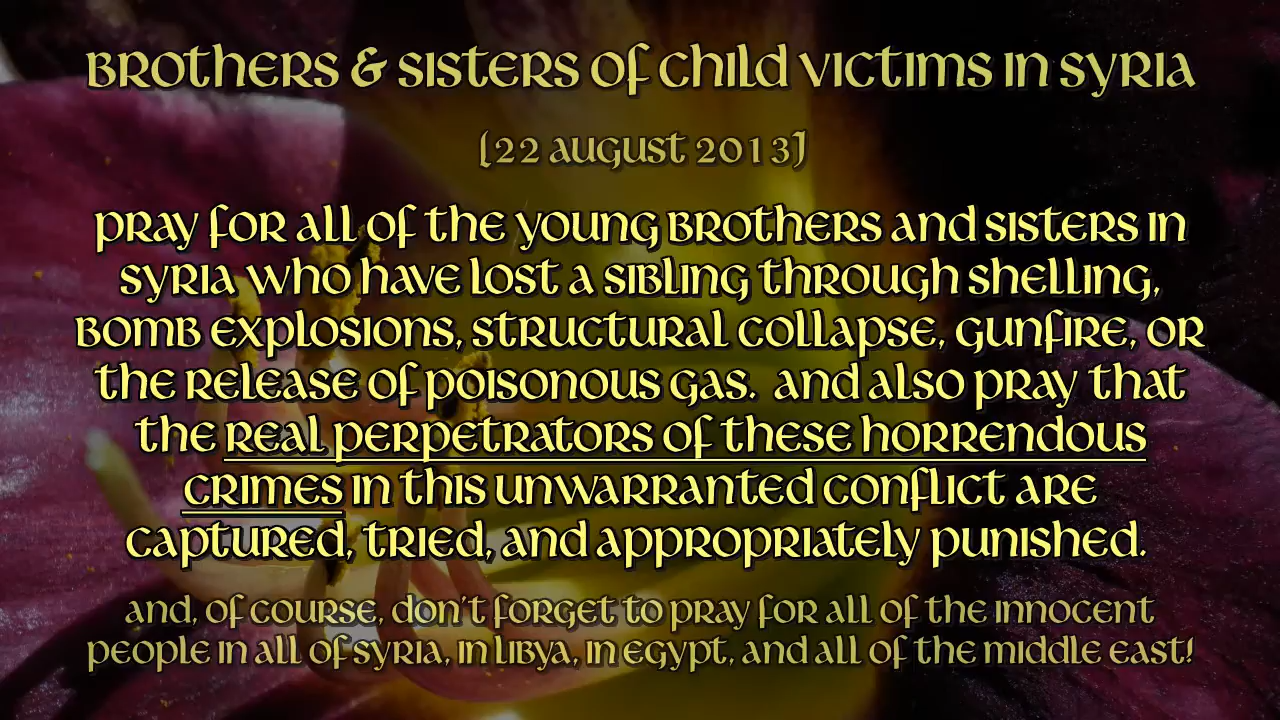 Brothers & Sisters of Child Victims in Syria
[22 August 2013]
Pray for all of the young brothers and sisters in
Syria who have lost a sibling through shelling,
bomb explosions, structural collapse, gunfire, or
the release of poisonous gas. And also pray that
the real perpetrators of these horrendous
crimes in this unwarranted conflict are
captured, tried, and appropriately punished.
And, of course, don't forget to pray for all of the innocent
people in all of Syria, in Libya, in Egypt, and all of the Middle East!